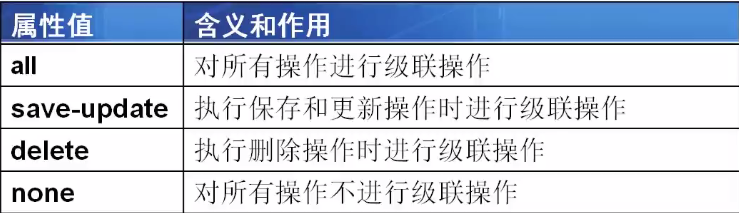 属性值 含义和作用
all 对所有操作进行级联操作
save-update 执行保存和更新操作时进行级联操作
delete 执行删除操作时进行级联操作
none 对所有操作不进行级联操作